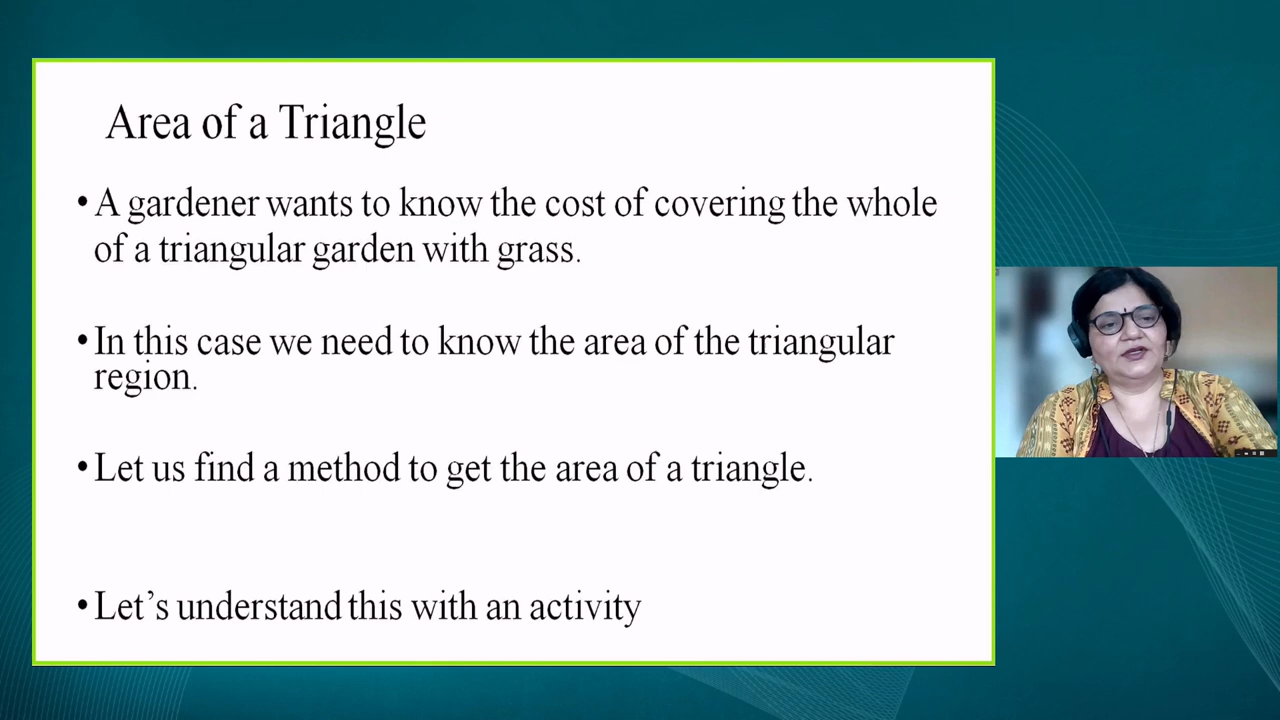 Area of a Triangle
• A gardener wants to know the cost of covering the whole
of a triangular garden with grass.
• In this case we need to know the area of the triangular
region.
• Let us find a method to get the area of a triangle.
• Let’s understand this with an activity